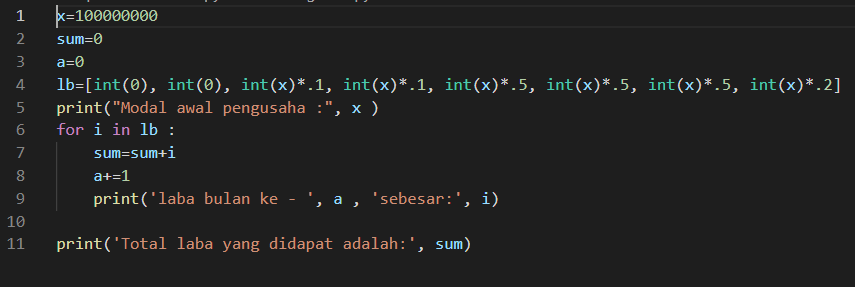 1 x=100000000
2 sum=0
3 a=0
4 lb=[int(0), int(0), int(x)*.1, int(x)*.1, int(x)*.5, int(x)*.5, int(x)*.5, int(x)*.2]
5 print("Modal awal pengusaha :", x )
6 for i in lb :
7     sum=sum+i
8     a+=1
9     print('laba bulan ke - ', a , 'sebesar:', i)
10
11 print('Total laba yang didapat adalah:', sum)